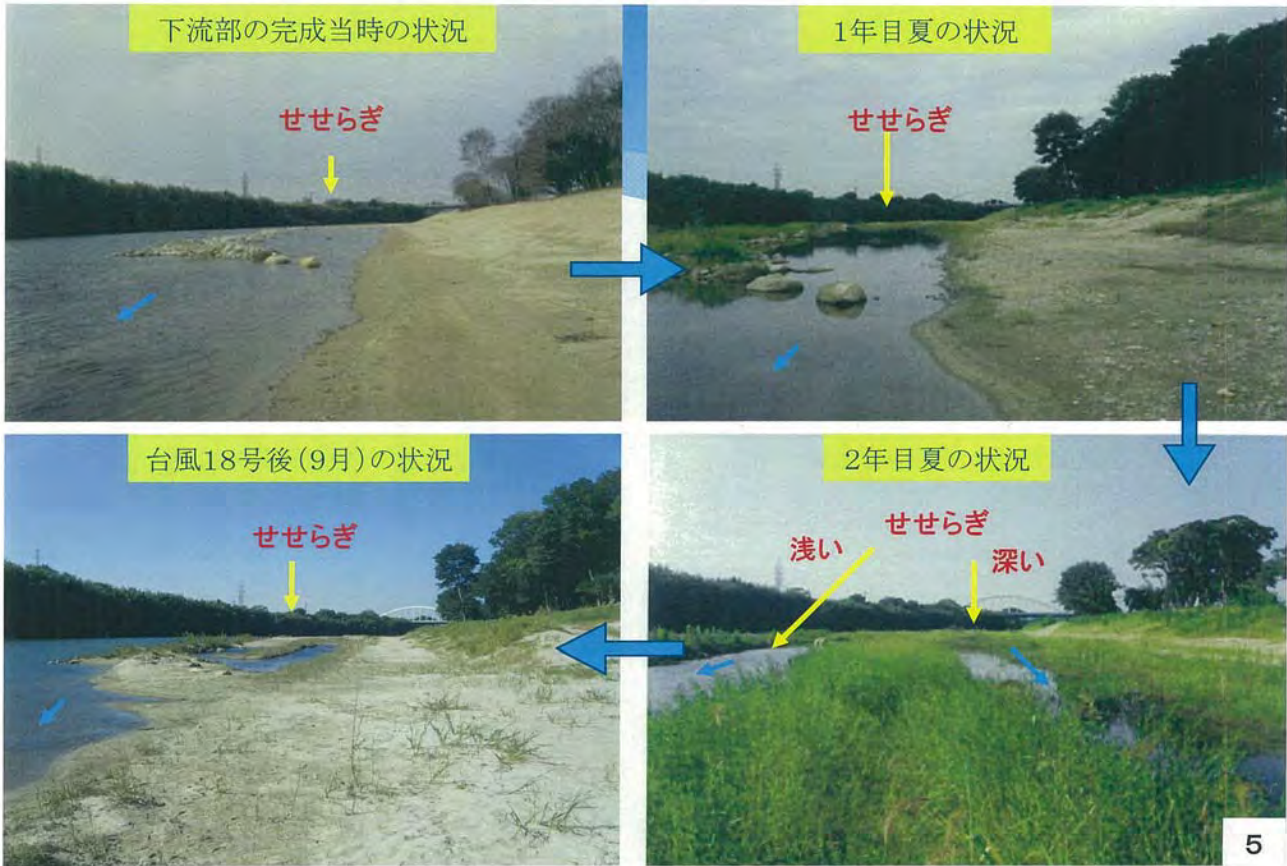 下流部の完成当時の状況
せせらぎ
1年目夏の状況
せせらぎ
2年目夏の状況
せせらぎ
浅い
深い
台風18号後(9月)の状況
せせらぎ
5